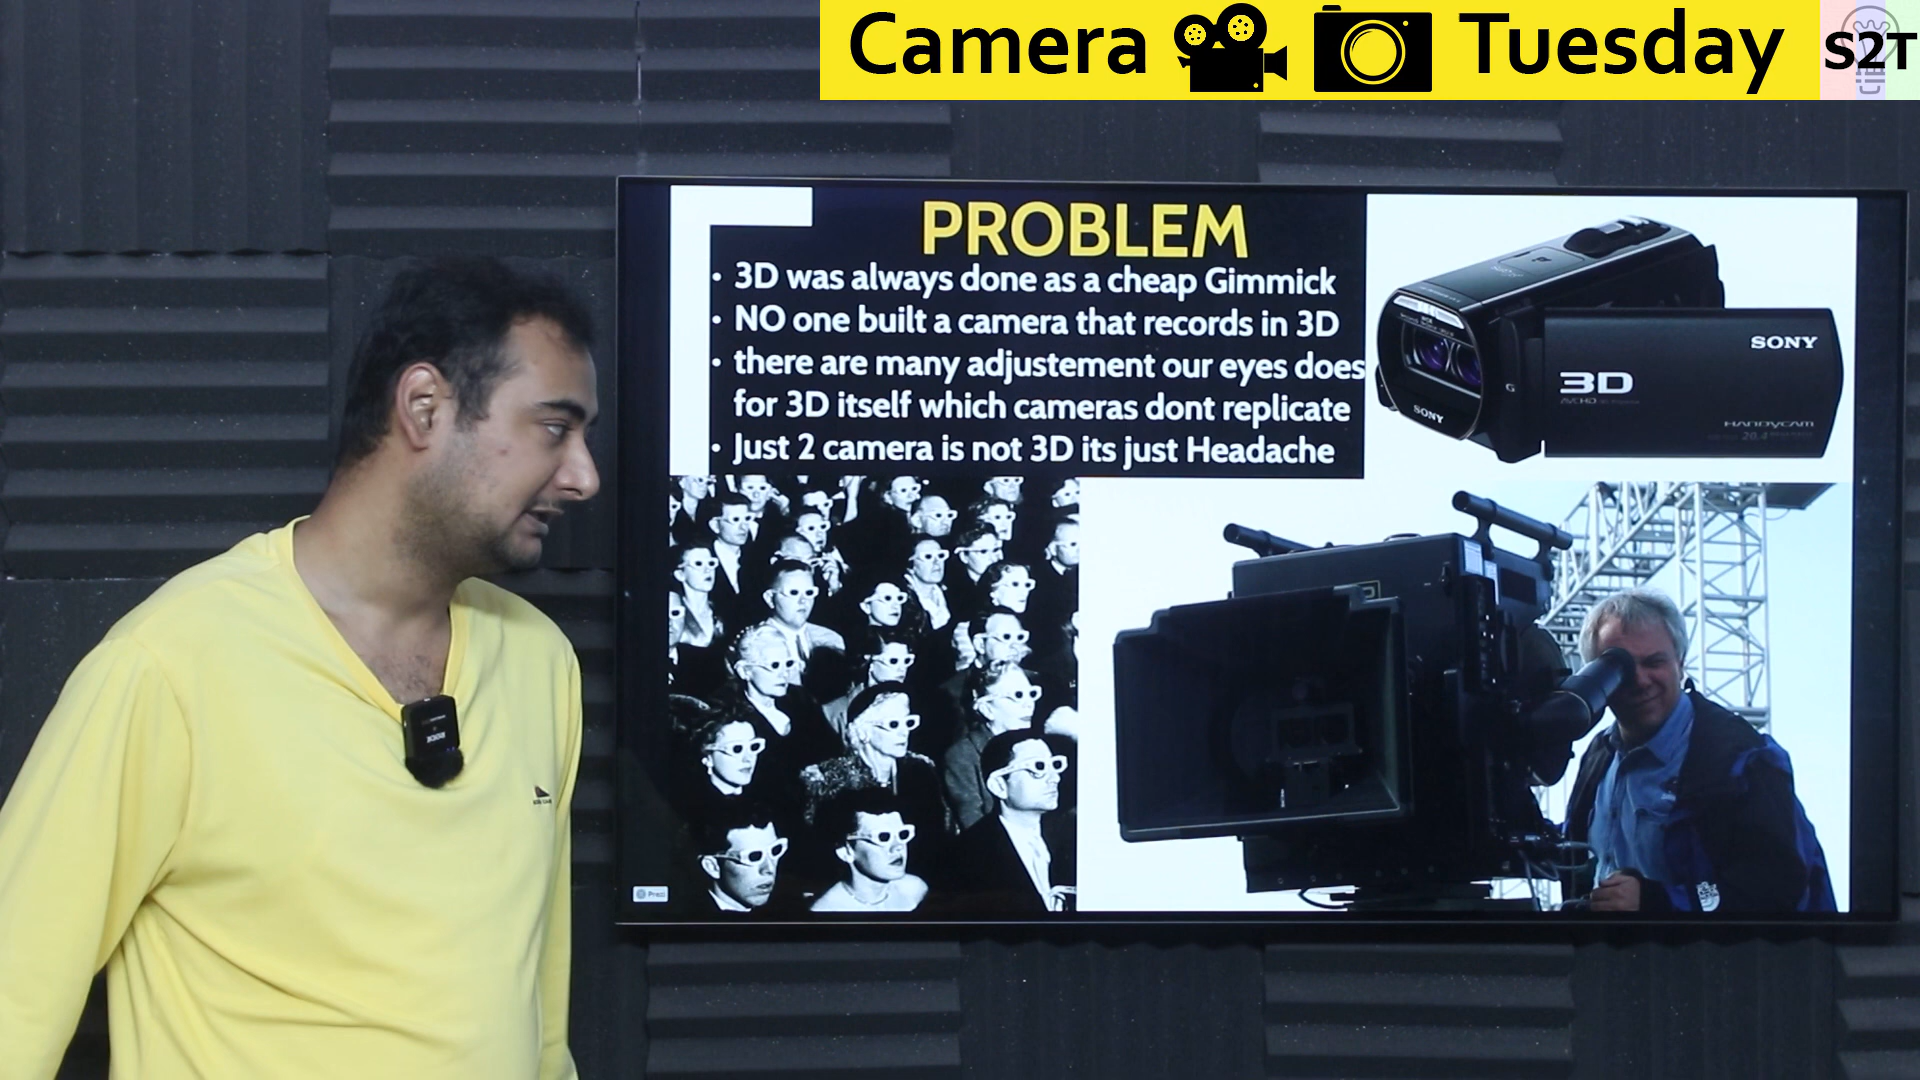 Camera Tuesday S2T
PROBLEM
• 3D was always done as a cheap Gimmick
• NO one built a camera that records in 3D
• there are many adjustement our eyes does
for 3D itself which cameras dont replicate
• Just 2 camera is not 3D its just Headache
SONY
3D
HANDYCAM
SONY
G
Prezi
RODE